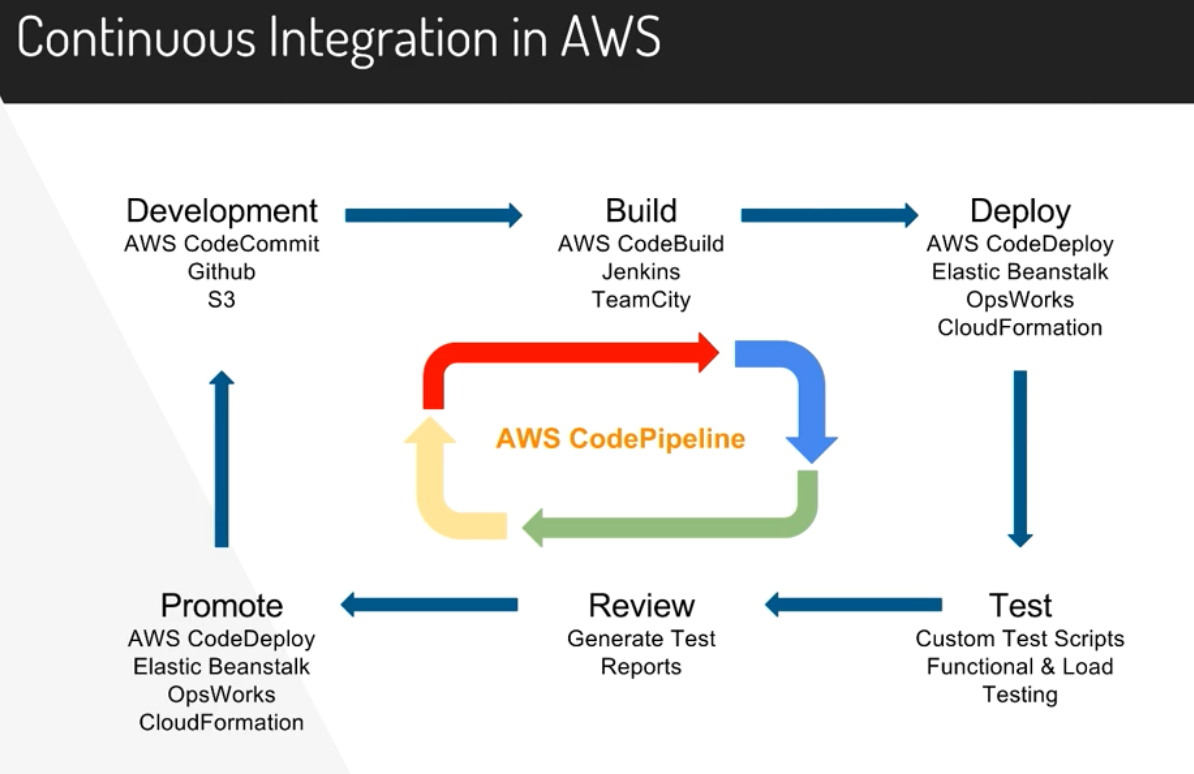 Continuous Integration in AWS
Development
AWS CodeCommit
Github
S3
Build
AWS CodeBuild
Jenkins
TeamCity
Deploy
AWS CodeDeploy
Elastic Beanstalk
OpsWorks
CloudFormation
AWS CodePipeline
Promote
AWS CodeDeploy
Elastic Beanstalk
OpsWorks
CloudFormation
Review
Generate Test
Reports
Test
Custom Test Scripts
Functional & Load
Testing